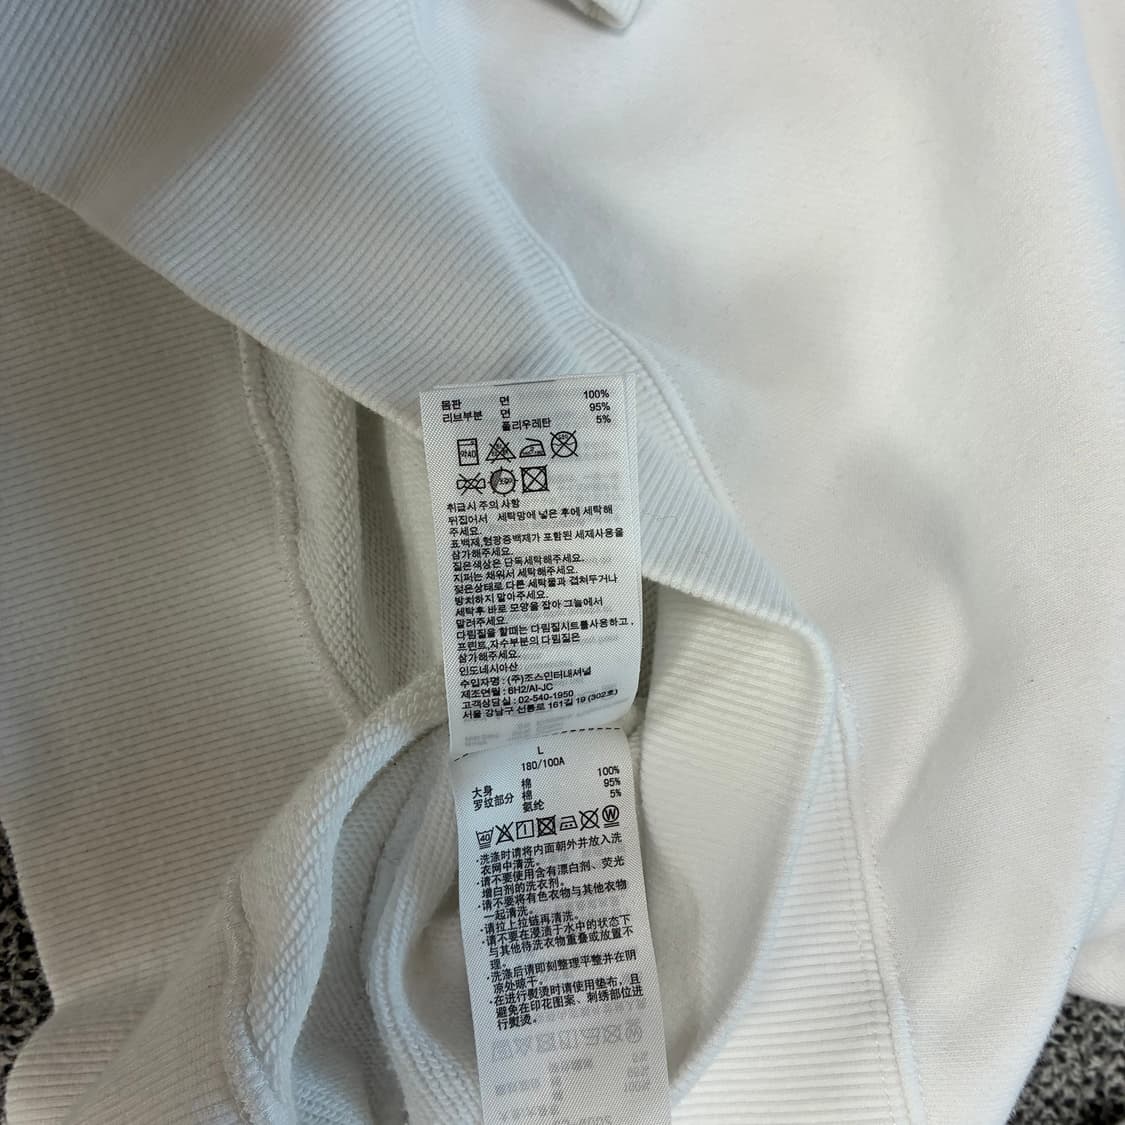 몸판 면 100%
리브부분 면 95%
폴리우레탄 5%
약40
취급시 주의 사항
뒤집어서 세탁망에 넣은 후에 세탁해
주세요.
표백제,형광증백제가 포함된 세제사용을
삼가해주세요.
짙은색상은 단독세탁해주세요.
지퍼는 채워서 세탁해주세요.
젖은상태로 다른 세탁물과 겹쳐두거나
방치하지 말아주세요.
세탁후 바로 모양을 잡아 그늘에서
말려주세요.
다림질을 할때는 다림질시트를사용하고,
프린트,자수부분의 다림질은
삼가해주세요.
인도네시아산
수입자명 : (주)조스인터내셔널
제조연월 : 6H2/AI-JC
고객상담실 : 02-540-1950
서울 강남구 선릉로 161길 19 (302호)
L
180/100A
大身 棉 100%
罗纹部分 棉 95%
氨纶 5%
40 W
·洗涤时请将内面朝外并放入洗
衣网中清洗。
·请不要使用含有漂白剂、荧光
增白剂的洗衣剂。
·请不要将有色衣物与其他衣物
一起清洗。
·请拉上拉链再清洗。
·请不要在浸渍于水中的状态下
与其他待洗衣物重叠或放置不
理。
·洗涤后请即刻整理平整并在阴
凉处晾干。
·在进行熨烫时请使用垫布，且
避免在印花图案、刺绣部位进
行熨烫。